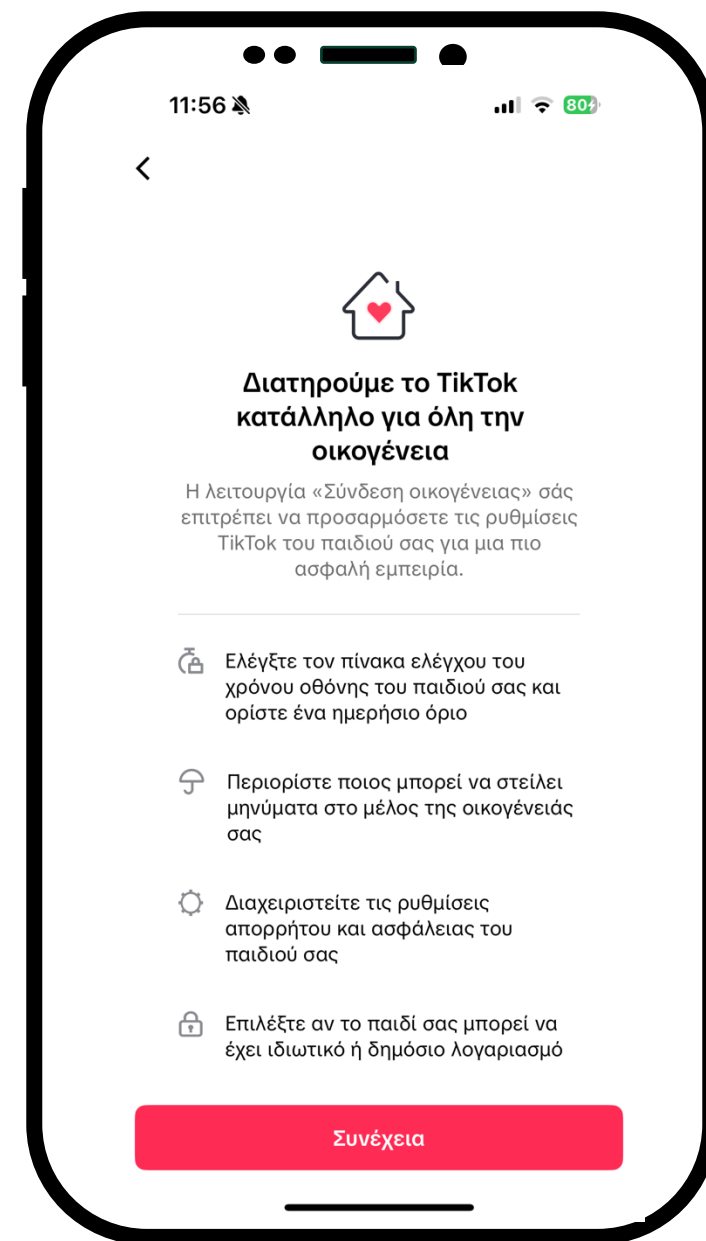 11:56
80
Διατηρούμε το TikTok
κατάλληλο για όλη την
οικογένεια
Η λειτουργία «Σύνδεση οικογένειας» σάς
επιτρέπει να προσαρμόσετε τις ρυθμίσεις
TikTok του παιδιού σας για μια πιο
ασφαλή εμπειρία.
Ελέγξτε τον πίνακα ελέγχου του
χρόνου οθόνης του παιδιού σας και
ορίστε ένα ημερήσιο όριο
Περιορίστε ποιος μπορεί να στείλει
μηνύματα στο μέλος της οικογένειάς
σας
Διαχειριστείτε τις ρυθμίσεις
απορρήτου και ασφάλειας του
παιδιού σας
Επιλέξτε αν το παιδί σας μπορεί να
έχει ιδιωτικό ή δημόσιο λογαριασμό
Συνέχεια